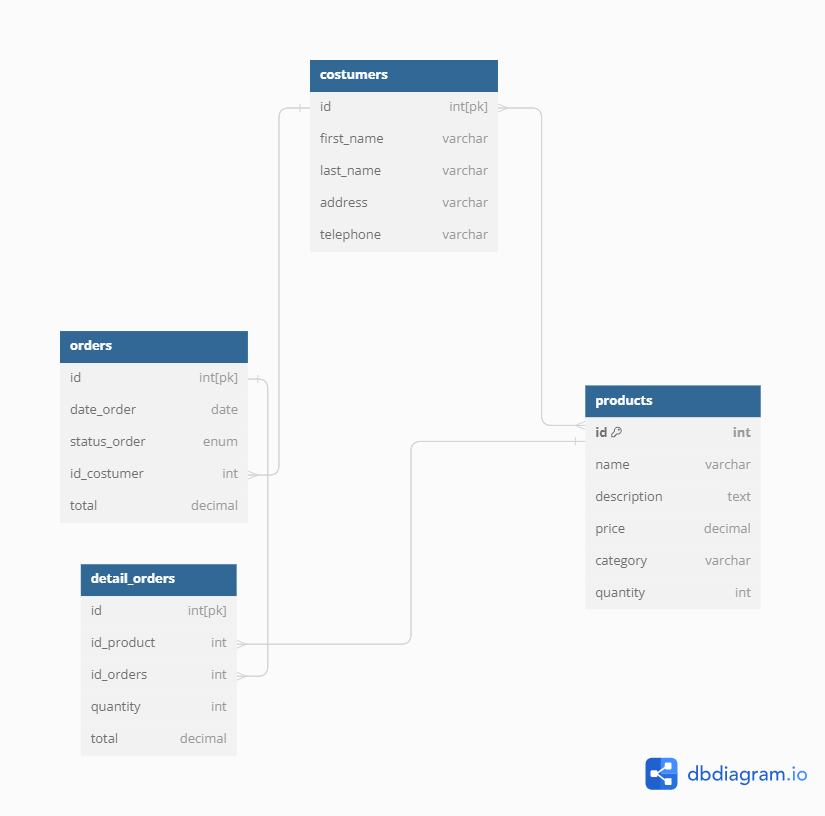 costumers
id int[pk]
first_name varchar
last_name varchar
address varchar
telephone varchar
orders
id int[pk]
date_order date
status_order enum
id_costumer int
total decimal
products
id int
name varchar
description text
price decimal
category varchar
quantity int
detail_orders
id int[pk]
id_product int
id_orders int
quantity int
total decimal
dbdiagram.io